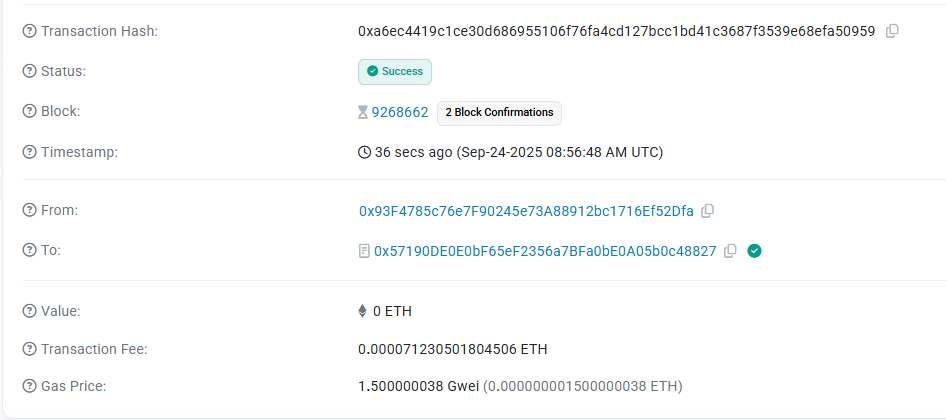 Transaction Hash: 0xa6ec4419c1ce30d686955106f76fa4cd127bcc1bd41c3687f3539e68efa50959
Status: Success
Block: 9268662 2 Block Confirmations
Timestamp: 36 secs ago (Sep-24-2025 08:56:48 AM UTC)
From: 0x93F4785c76e7F90245e73A88912bc1716Ef52Dfa
To: 0x57190DE0E0bF65eF2356a7BFa0bE0A05b0c48827
Value: 0 ETH
Transaction Fee: 0.000071230501804506 ETH
Gas Price: 1.500000038 Gwei (0.000000001500000038 ETH)